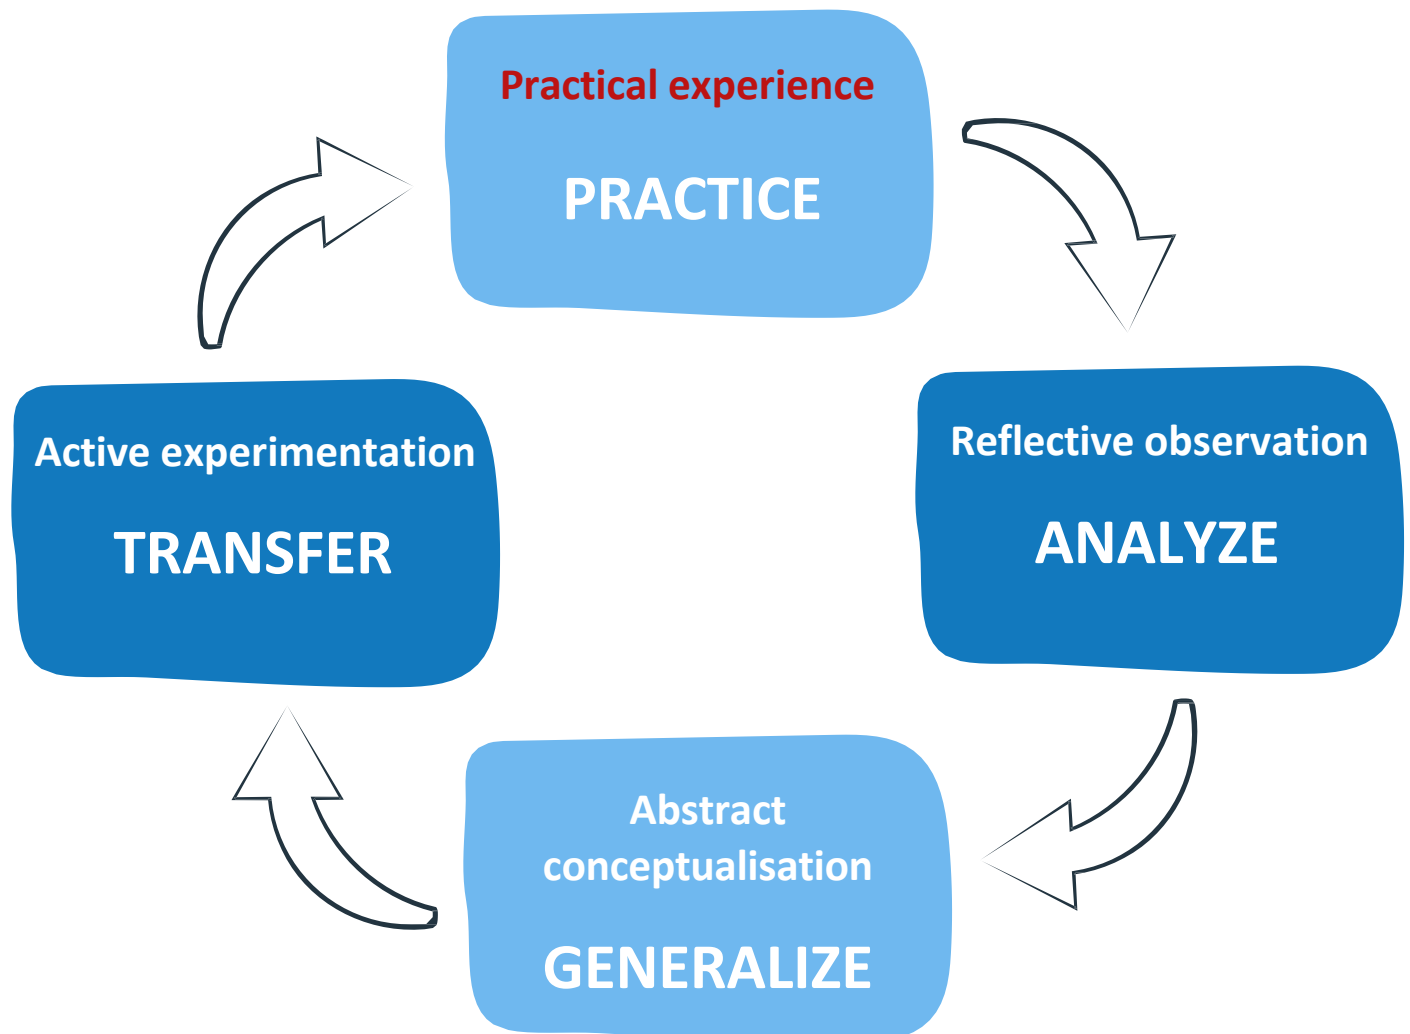 Practical experience
PRACTICE
Reflective observation
ANALYZE
Abstract
conceptualisation
GENERALIZE
Active experimentation
TRANSFER